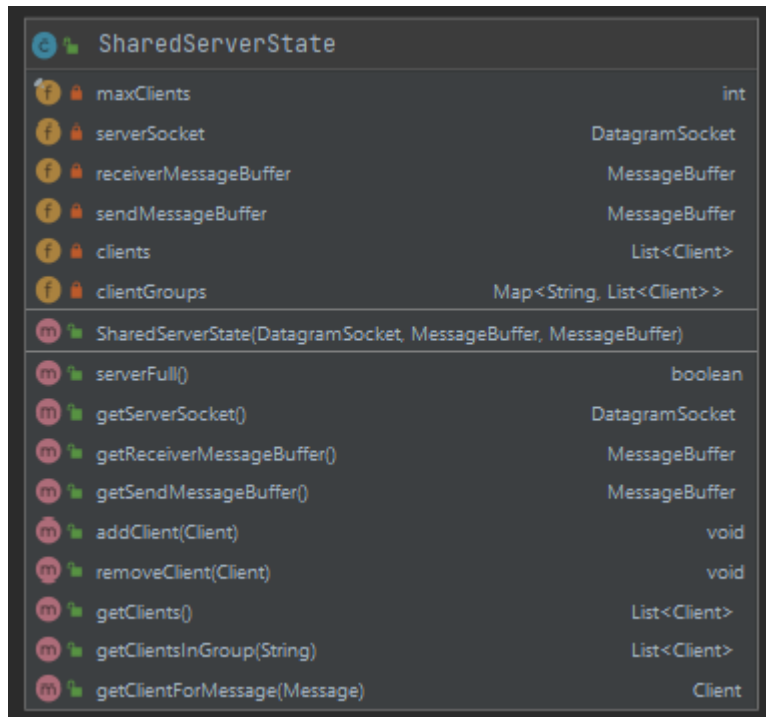 SharedServerState
maxClients int
serverSocket DatagramSocket
receiverMessageBuffer MessageBuffer
sendMessageBuffer MessageBuffer
clients List<Client>
clientGroups Map<String, List<Client>>
SharedServerState(DatagramSocket, MessageBuffer, MessageBuffer)
serverFull() boolean
getServerSocket() DatagramSocket
getReceiverMessageBuffer() MessageBuffer
getSendMessageBuffer() MessageBuffer
addClient(Client) void
removeClient(Client) void
getClients() List<Client>
getClientsInGroup(String) List<Client>
getClientForMessage(Message) Client